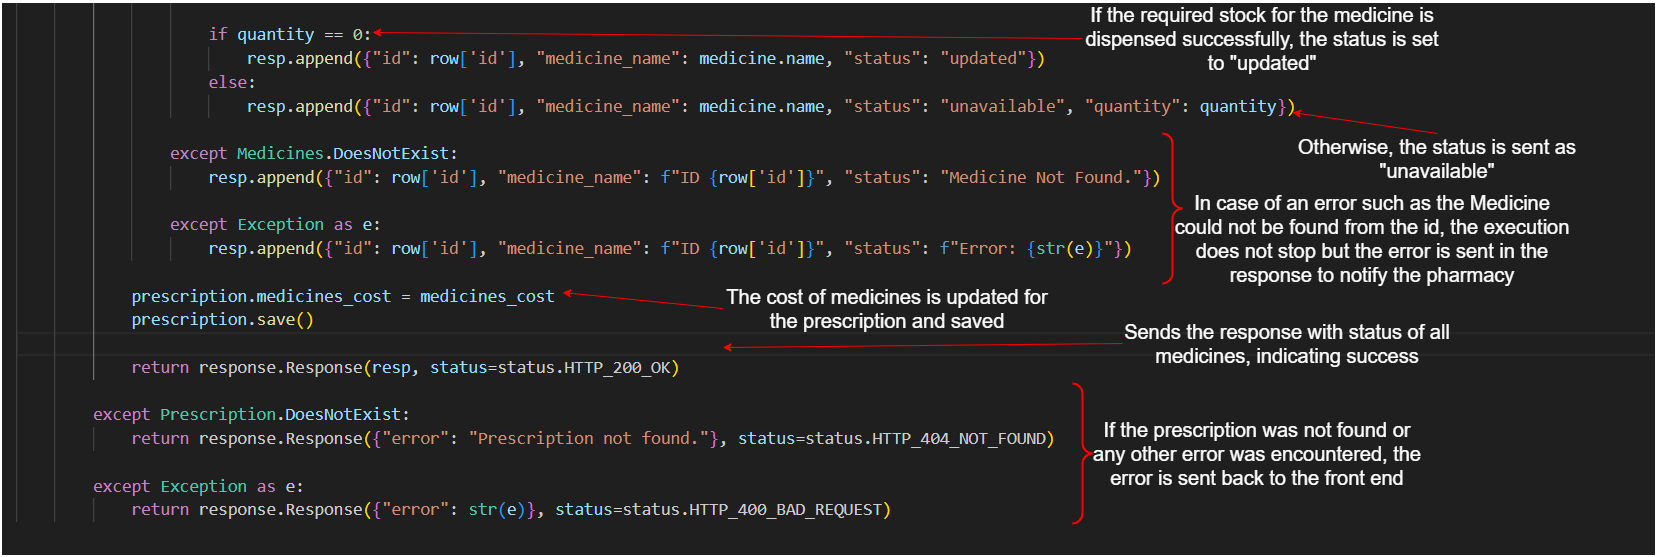 if quantity == 0:
resp.append({"id": row['id'], "medicine_name": medicine.name, "status": "updated"})
else:
resp.append({"id": row['id'], "medicine_name": medicine.name, "status": "unavailable", "quantity": quantity})
except Medicines.DoesNotExist:
resp.append({"id": row['id'], "medicine_name": f"ID {row['id']}", "status": "Medicine Not Found."})
except Exception as e:
resp.append({"id": row['id'], "medicine_name": f"ID {row['id']}", "status": f"Error: {str(e)}"})
prescription.medicines_cost = medicines_cost
prescription.save()
return response.Response(resp, status=status.HTTP_200_OK)
except Prescription.DoesNotExist:
return response.Response({"error": "Prescription not found."}, status=status.HTTP_404_NOT_FOUND)
except Exception as e:
return response.Response({"error": str(e)}, status=status.HTTP_400_BAD_REQUEST)
If the required stock for the medicine is
dispensed successfully, the status is set
to "updated"
Otherwise, the status is sent as
"unavailable"
In case of an error such as the Medicine
could not be found from the id, the execution
does not stop but the error is sent in the
response to notify the pharmacy
The cost of medicines is updated for
the prescription and saved
Sends the response with status of all
medicines, indicating success
If the prescription was not found or
any other error was encountered, the
error is sent back to the front end